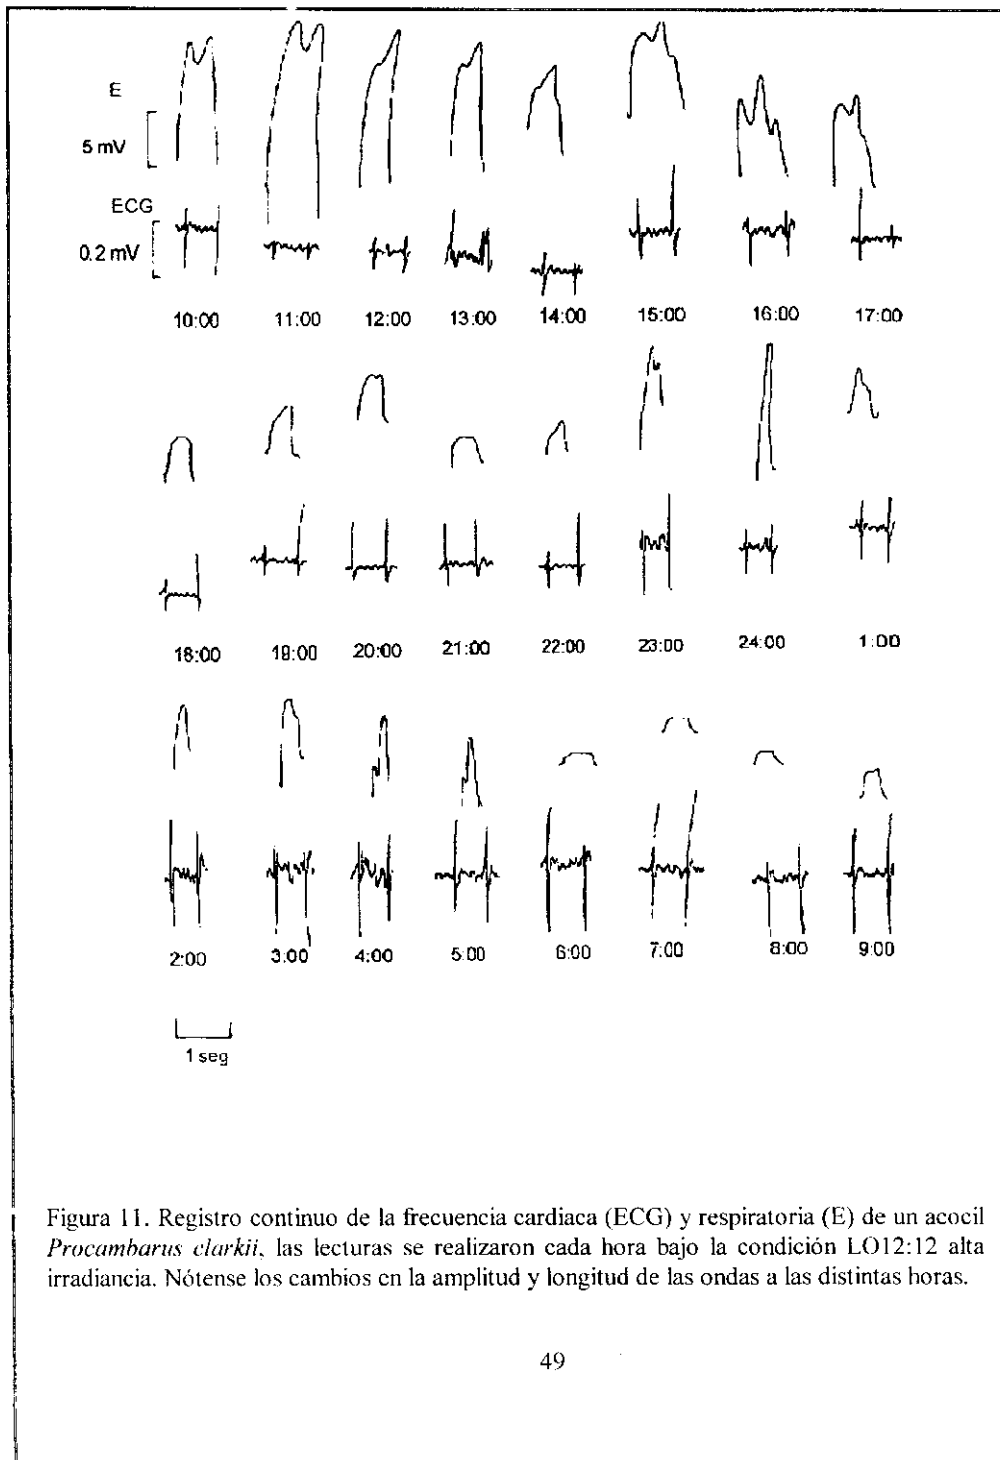 E
5 mV
ECG
0.2 mV
10:00 11:00 12:00 13:00 14:00 15:00 16:00 17:00
18:00 19:00 20:00 21:00 22:00 23:00 24:00 1:00
2:00 3:00 4:00 5:00 6:00 7:00 8:00 9:00
1 seg
Figura 11. Registro continuo de la frecuencia cardiaca (ECG) y respiratoria (E) de un acocil
Procambarus clarkii, las lecturas se realizaron cada hora bajo la condición LO12:12 alta
irradiancia. Nótense los cambios en la amplitud y longitud de las ondas a las distintas horas.
49